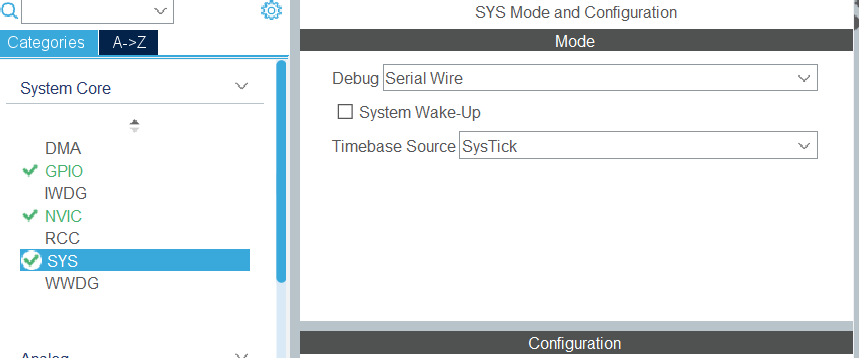 SYS Mode and Configuration
Categories A->Z
Mode
System Core
Debug Serial Wire
System Wake-Up
Timebase Source SysTick
DMA
GPIO
IWDG
NVIC
RCC
SYS
WWDG
Analog
Configuration